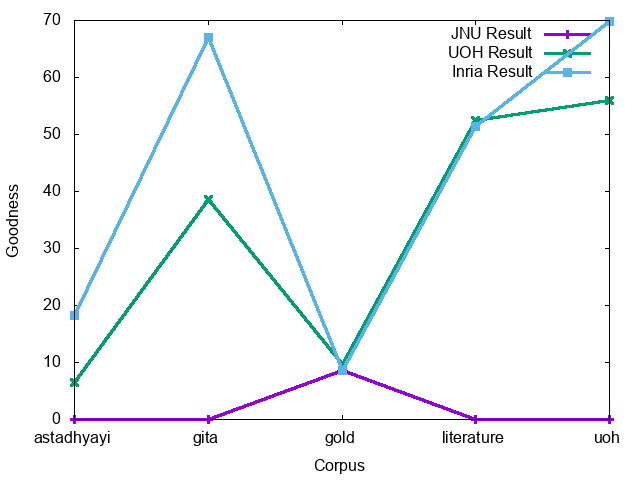 70
60
50
40
30
20
10
0
Goodness
JNU Result
UOH Result
Inria Result
astadhyayi gita gold literature uoh
Corpus